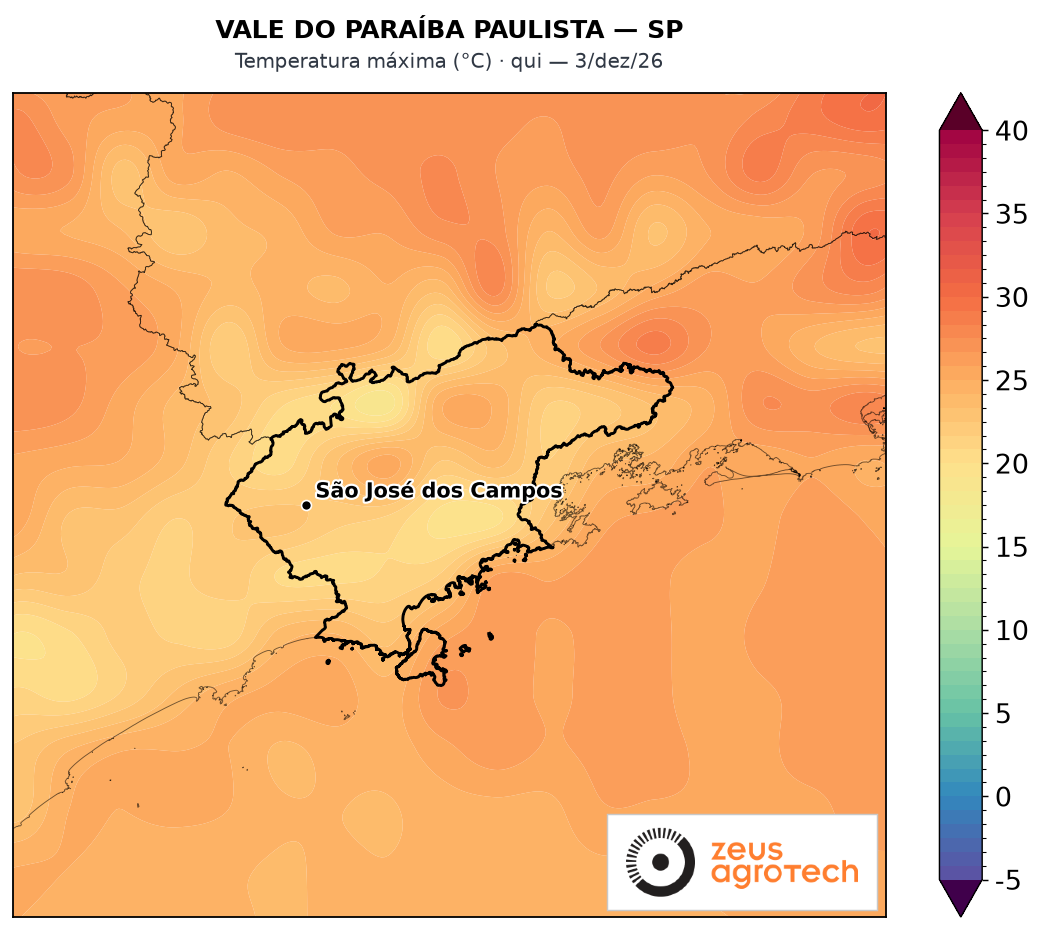 VALE DO PARAÍBA PAULISTA — SP
Temperatura máxima (°C) · qui — 3/dez/26
40
35
30
25
20
15
10
5
0
-5
São José dos Campos
zeus
agrotech